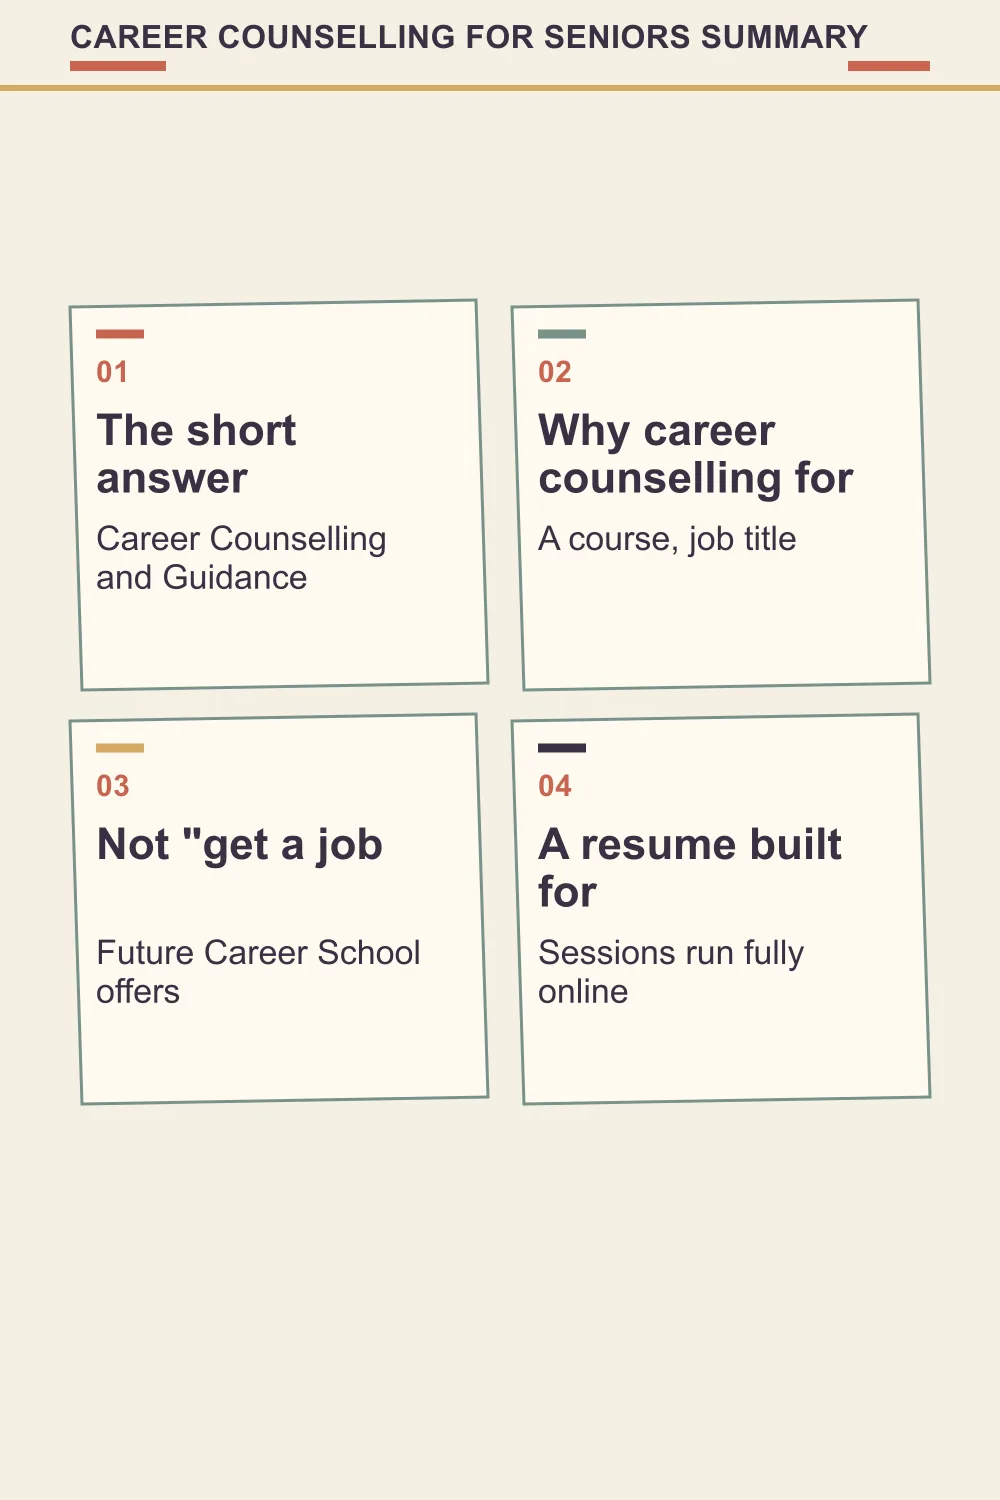 CAREER COUNSELLING FOR SENIORS SUMMARY
01
The short
answer
Career Counselling
and Guidance
02
Why career
counselling for
A course, job title
03
Not "get a job
Future Career School
offers
04
A resume built
for
Sessions run fully
online